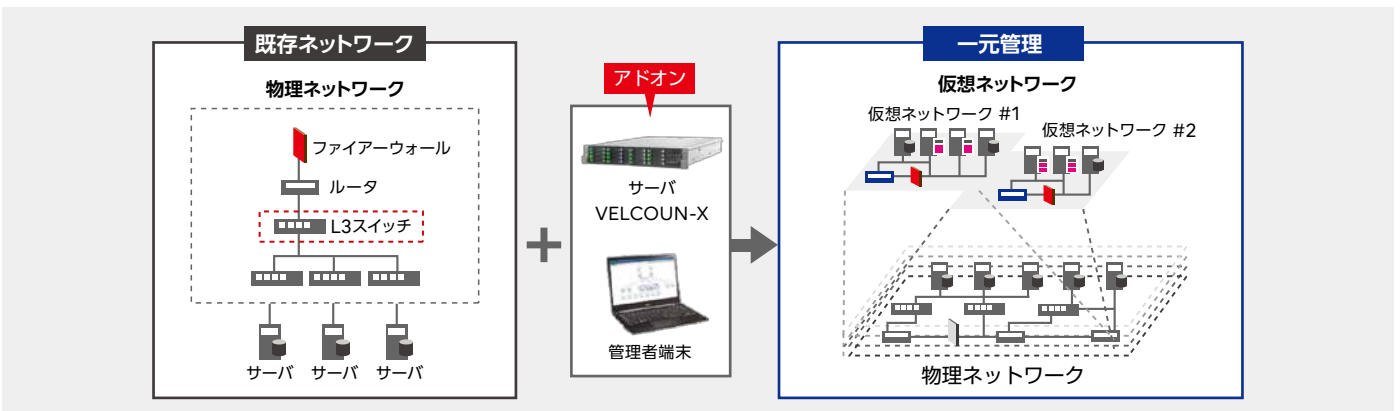 既存ネットワーク
物理ネットワーク
ファイアーウォール
ルータ
L3スイッチ
サーバ サーバ サーバ
アドオン
サーバ
VELCOUN-X
管理者端末
一元管理
仮想ネットワーク
仮想ネットワーク #1
仮想ネットワーク #2
物理ネットワーク